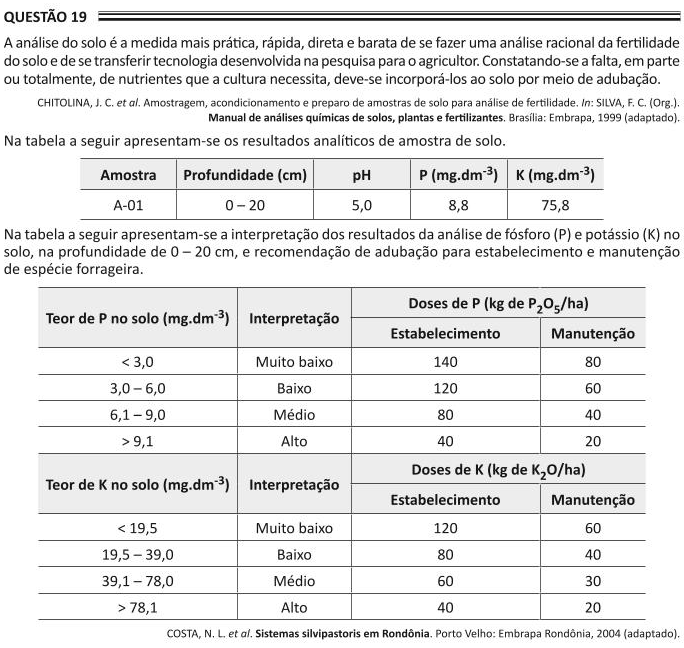 QUESTÃO 19
A análise do solo é a medida mais prática, rápida, direta e barata de se fazer uma análise racional da fertilidade
do solo e de se transferir tecnologia desenvolvida na pesquisa para o agricultor. Constatando-se a falta, em parte
ou totalmente, de nutrientes que a cultura necessita, deve-se incorporá-los ao solo por meio de adubação.
CHITOLINA, J. C. et al. Amostragem, acondicionamento e preparo de amostras de solo para análise de fertilidade. In: SILVA, F. C. (Org.).
Manual de análises químicas de solos, plantas e fertilizantes. Brasília: Embrapa, 1999 (adaptado).
Na tabela a seguir apresentam-se os resultados analíticos de amostra de solo.
Amostra Profundidade (cm) pH P (mg.dm⁻³) K (mg.dm⁻³)
A-01 0 – 20 5,0 8,8 75,8
Na tabela a seguir apresentam-se a interpretação dos resultados da análise de fósforo (P) e potássio (K) no
solo, na profundidade de 0 – 20 cm, e recomendação de adubação para estabelecimento e manutenção
de espécie forrageira.
Teor de P no solo (mg.dm⁻³) Interpretação Doses de P (kg de P₂O₅/ha)
Estabelecimento Manutenção
< 3,0 Muito baixo 140 80
3,0 – 6,0 Baixo 120 60
6,1 – 9,0 Médio 80 40
> 9,1 Alto 40 20
Teor de K no solo (mg.dm⁻³) Interpretação Doses de K (kg de K₂O/ha)
Estabelecimento Manutenção
< 19,5 Muito baixo 120 60
19,5 – 39,0 Baixo 80 40
39,1 – 78,0 Médio 60 30
> 78,1 Alto 40 20
COSTA, N. L. et al. Sistemas silvipastoris em Rondônia. Porto Velho: Embrapa Rondônia, 2004 (adaptado).